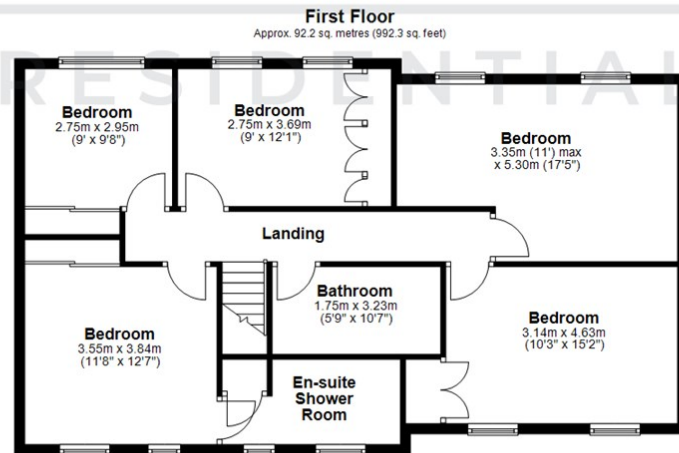 First Floor
Approx. 92.2 sq. metres (992.3 sq. feet)
RESIDENTIAL
Bedroom
2.75m x 2.95m
(9' x 9'8")
Bedroom
2.75m x 3.69m
(9' x 12'1")
Bedroom
3.35m (11') max
x 5.30m (17'5")
Landing
Bathroom
1.75m x 3.23m
(5'9" x 10'7")
Bedroom
3.55m x 3.84m
(11'8" x 12'7")
Bedroom
3.14m x 4.63m
(10'3" x 15'2")
En-suite
Shower
Room